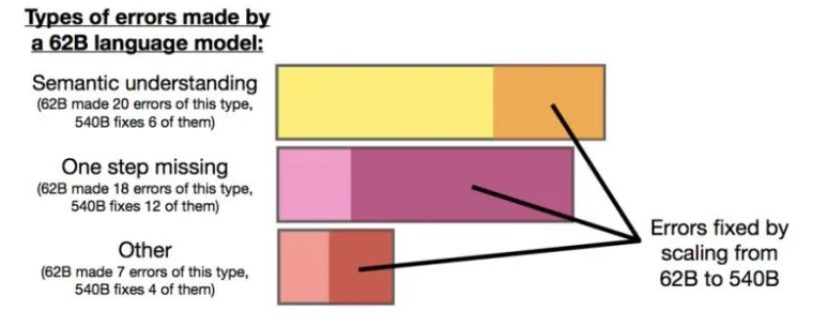 Types of errors made by
a 62B language model:
Semantic understanding
(62B made 20 errors of this type,
540B fixes 6 of them)
One step missing
(62B made 18 errors of this type,
540B fixes 12 of them)
Other
(62B made 7 errors of this type,
540B fixes 4 of them)
Errors fixed by
scaling from
62B to 540B